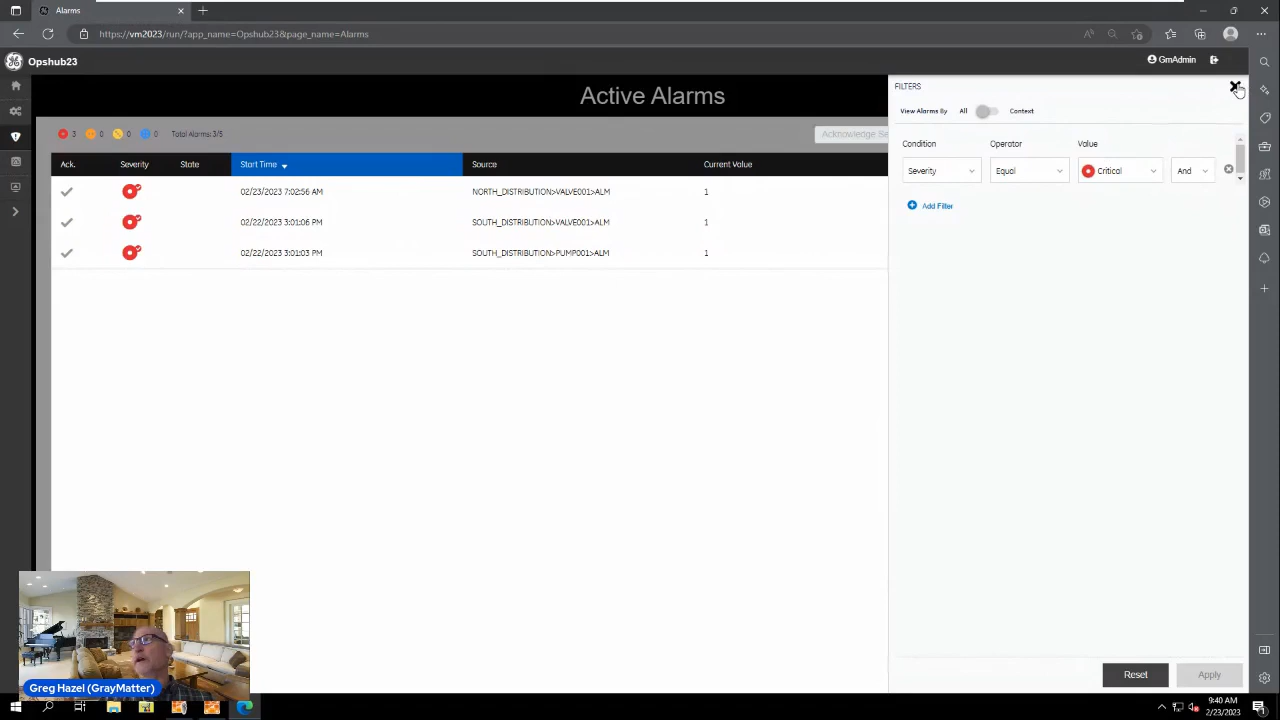 Alarms
https://vm2023/run/?app_name=Opshub23&page_name=Alarms
Opshub23
GmAdmin
Active Alarms
3 0 0 0 Total Alarms: 3/5
Acknowledge Se
Ack. Severity State Start Time Source Current Value
02/23/2023 7:02:56 AM NORTH_DISTRIBUTION>VALVE001>ALM 1
02/22/2023 3:01:06 PM SOUTH_DISTRIBUTION>VALVE001>ALM 1
02/22/2023 3:01:03 PM SOUTH_DISTRIBUTION>PUMP001>ALM 1
FILTERS
View Alarms By All Context
Condition Operator Value
Severity Equal Critical And
Add Filter
Reset Apply
Greg Hazel (GrayMatter)
9:40 AM
2/23/2023